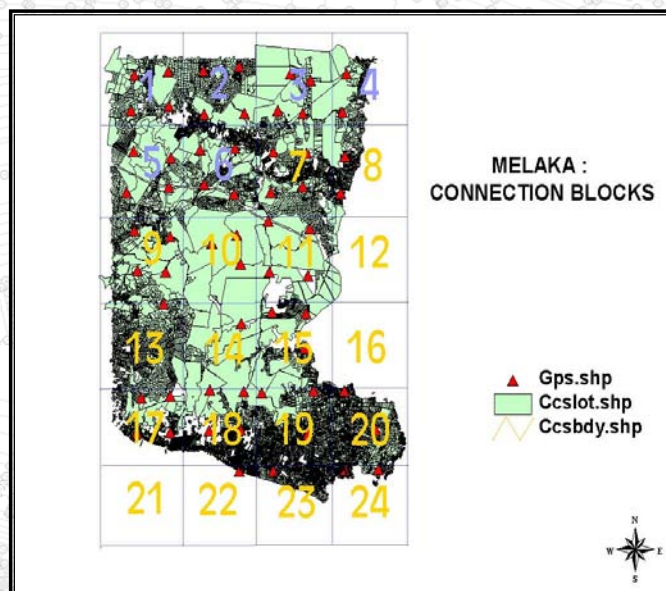 1 2 3 4
5 6 7 8
MELAKA :
CONNECTION BLOCKS
9 10 11 12
13 14 15 16
Gps.shp
Ccslot.shp
Ccsbdy.shp
17 18 19 20
21 22 23 24
N
W E
S